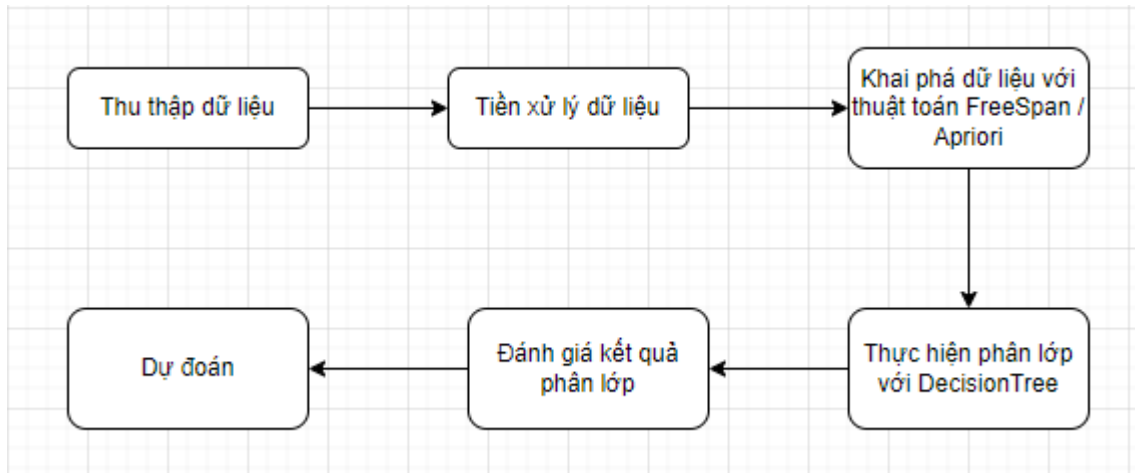 Thu thập dữ liệu
Tiền xử lý dữ liệu
Khai phá dữ liệu với
thuật toán FreeSpan /
Apriori
Thực hiện phân lớp
với DecisionTree
Đánh giá kết quả
phân lớp
Dự đoán